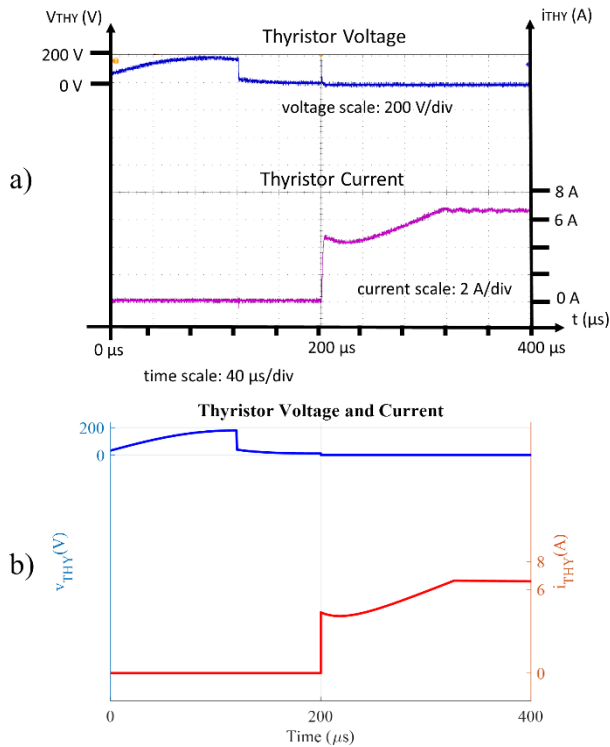 VTHY (V)
iTHY (A)
Thyristor Voltage
200 V
0 V
voltage scale: 200 V/div
a)
Thyristor Current
8 A
6 A
current scale: 2 A/div
0 A
t (µs)
0 µs
200 µs
400 µs
time scale: 40 µs/div
Thyristor Voltage and Current
200
0
b)
vTHY(V)
iTHY(A)
8
6
0
0
200
400
Time (µs)